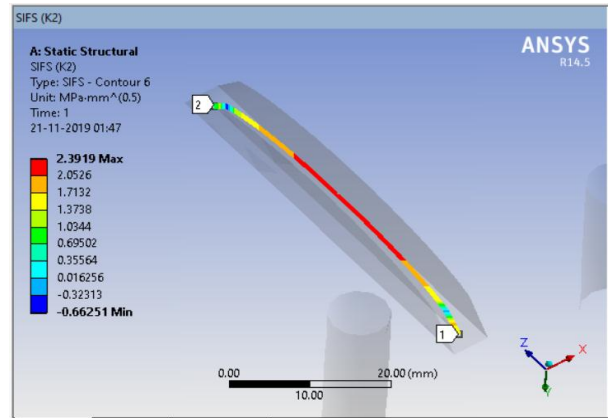 SIFS (K2)
A: Static Structural
SIFS (K2)
Type: SIFS - Contour 6
Unit: MPa·mm^(0.5)
Time: 1
21-11-2019 01:47
ANSYS
R14.5
2.3919 Max
2.0526
1.7132
1.3738
1.0344
0.69502
0.35564
0.016256
-0.32313
-0.66251 Min
2
1
0.00
20.00 (mm)
10.00
Z
X
Y